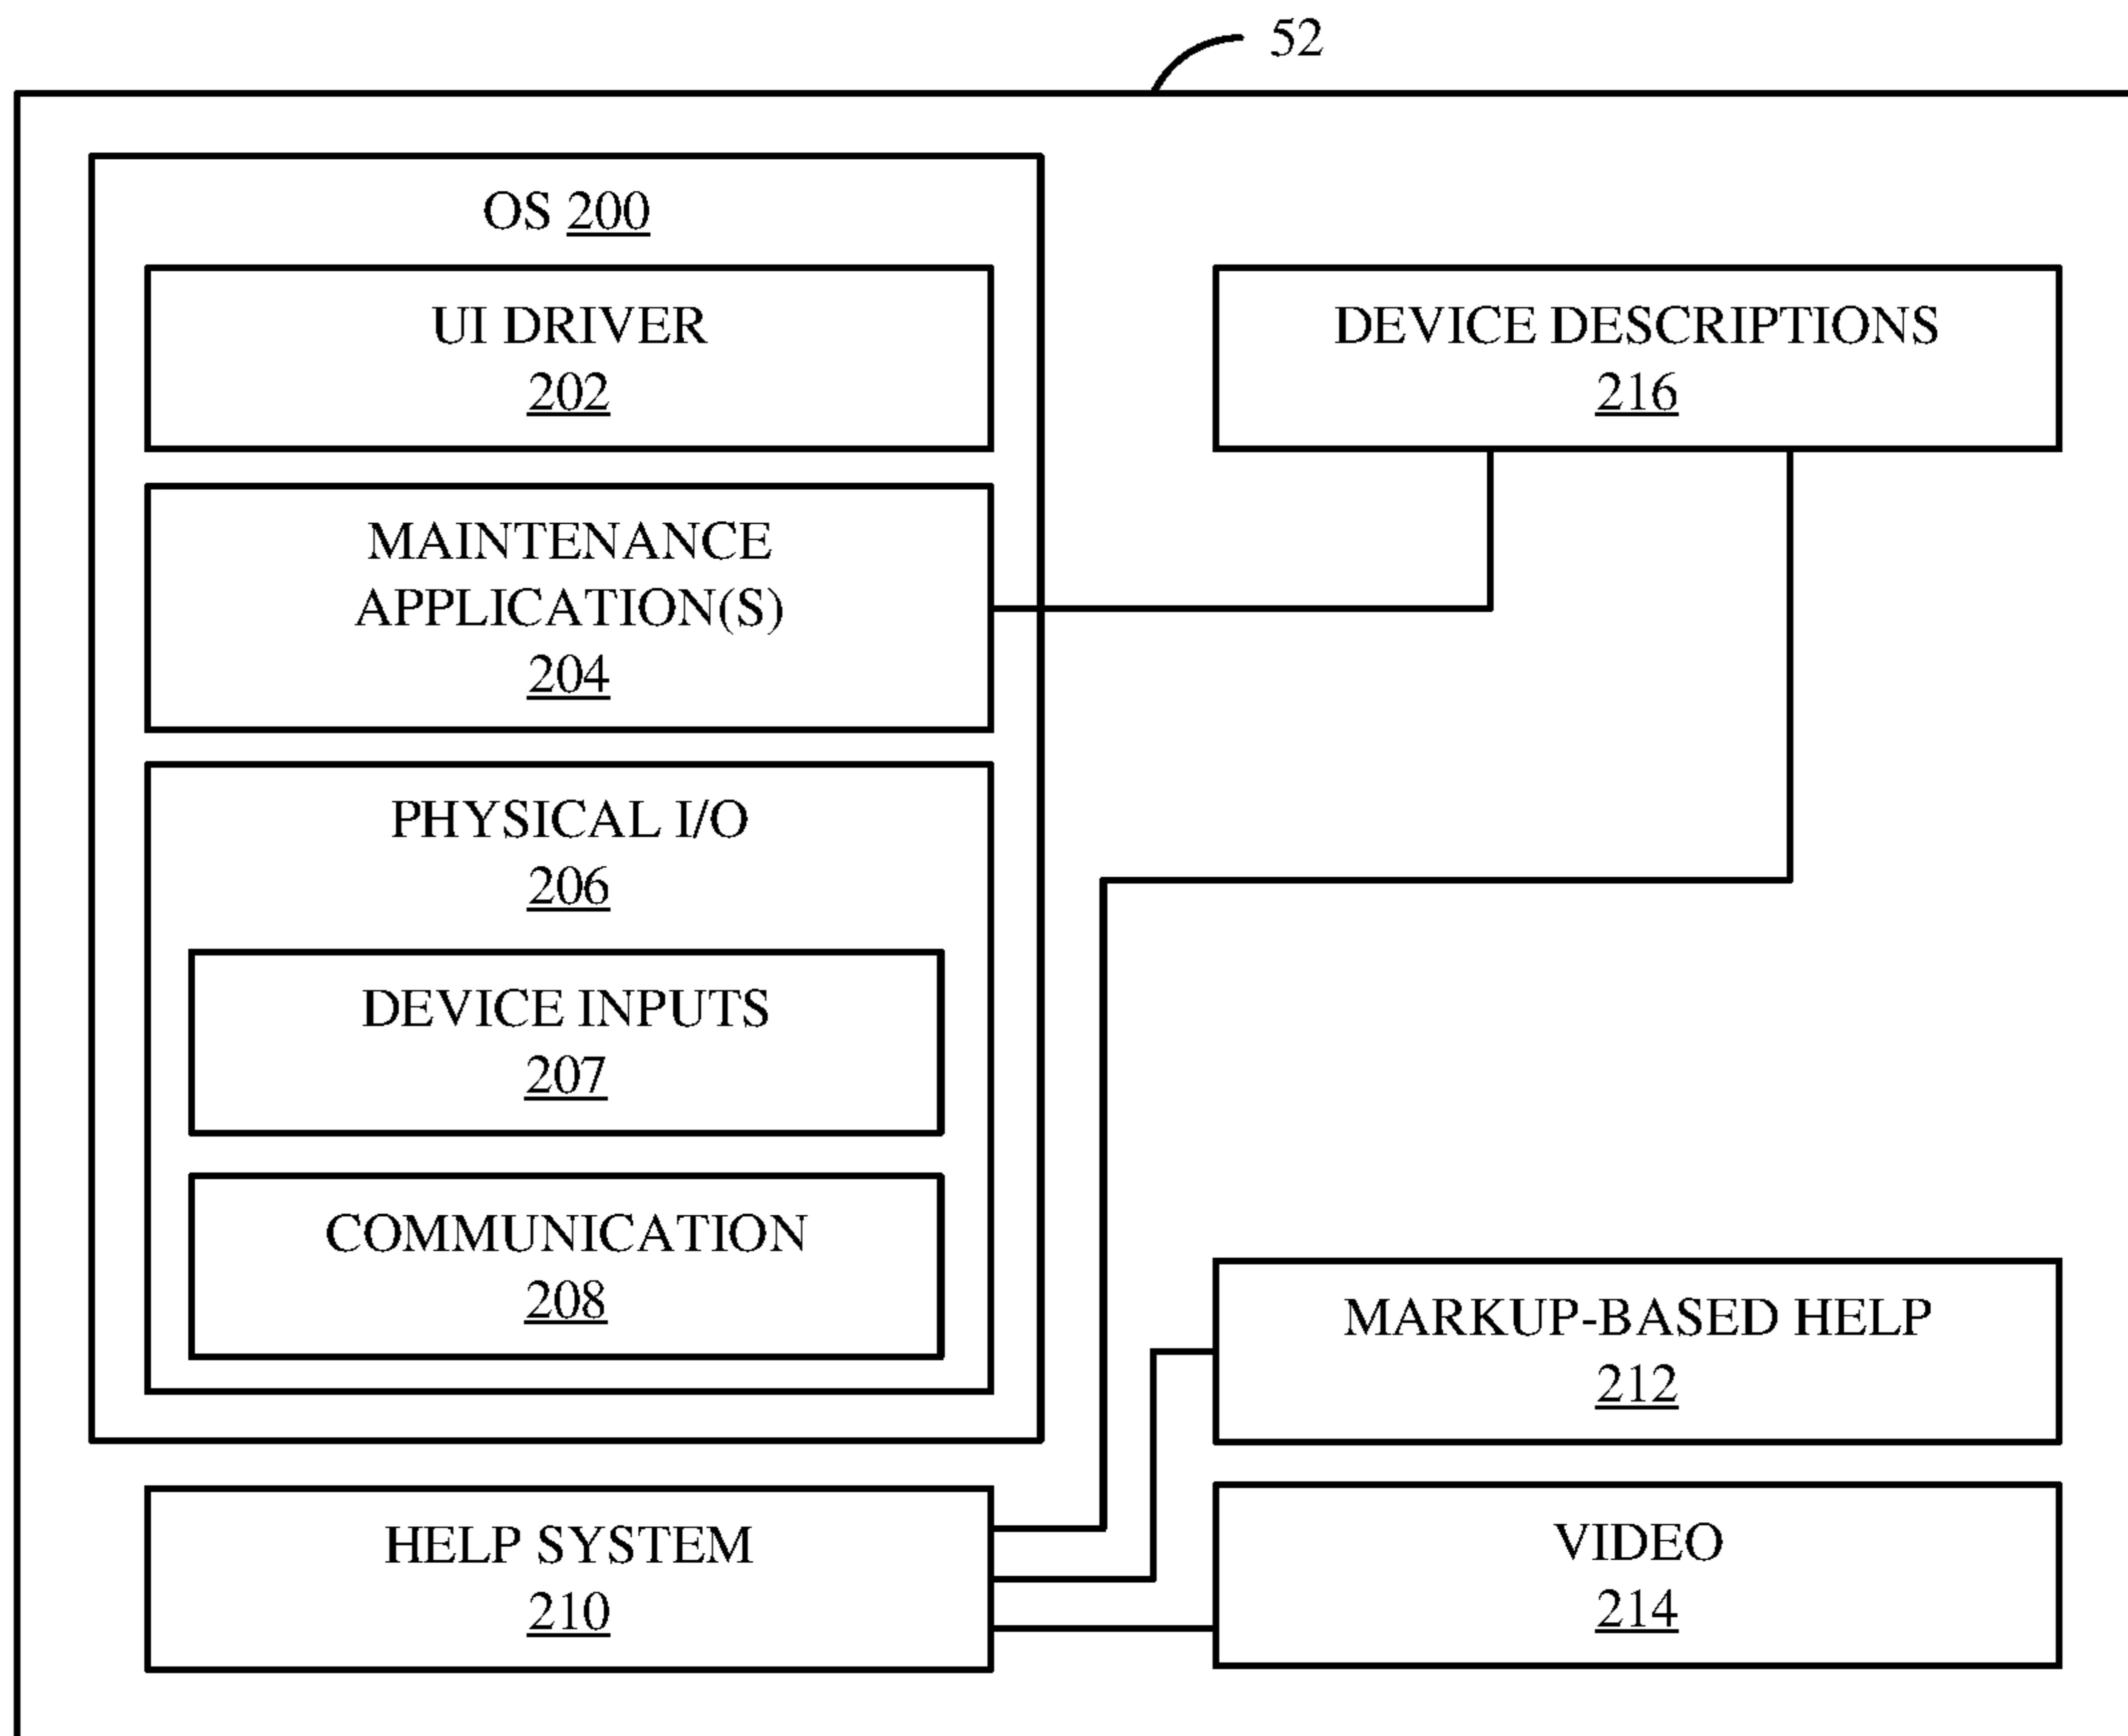 52
OS 200
UI DRIVER
202
MAINTENANCE
APPLICATION(S)
204
PHYSICAL I/O
206
DEVICE INPUTS
207
COMMUNICATION
208
HELP SYSTEM
210
DEVICE DESCRIPTIONS
216
MARKUP-BASED HELP
212
VIDEO
214